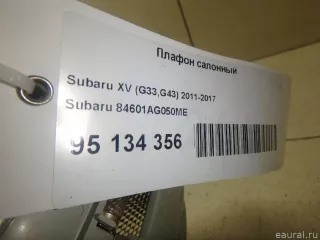 Плафон салонный
Subaru XV (G33,G43) 2011-2017
Subaru 84601AG050ME
95 134 356
eaural.ru